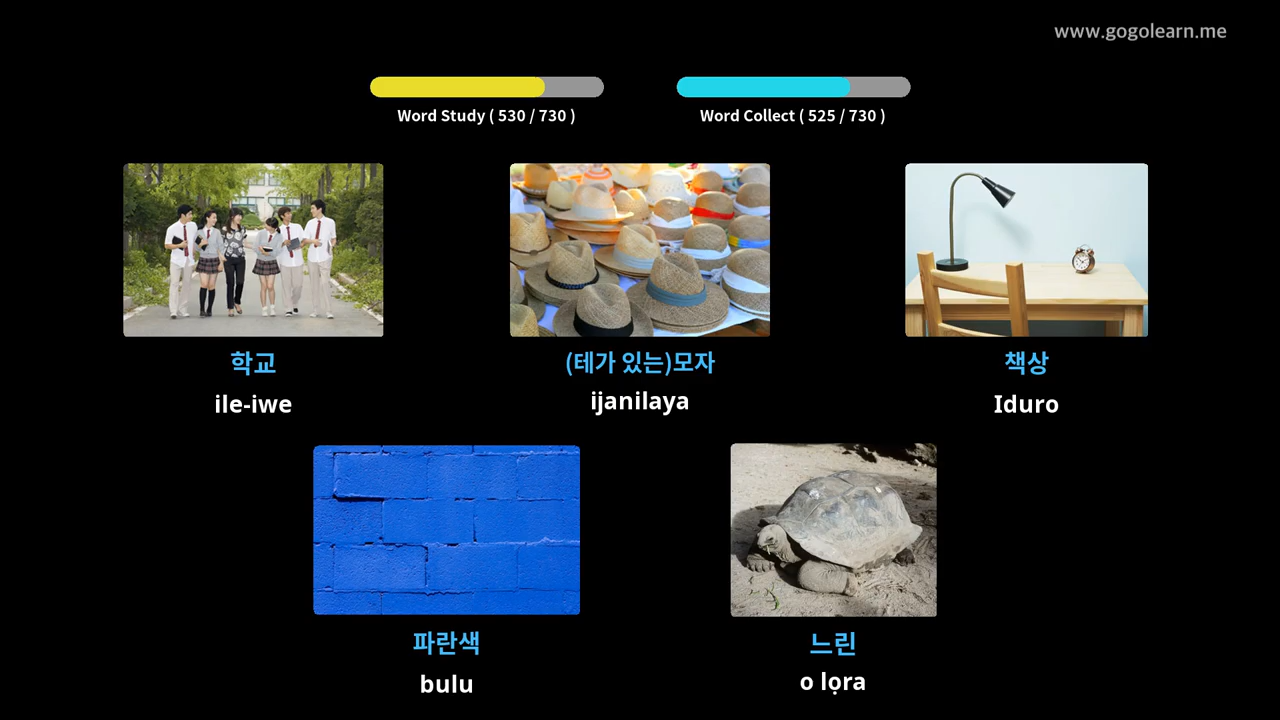 www.gogolearn.me
Word Study ( 530 / 730 )
Word Collect ( 525 / 730 )
학교
ile-iwe
(테가 있는)모자
ijanilaya
책상
Iduro
파란색
bulu
느린
o lọra